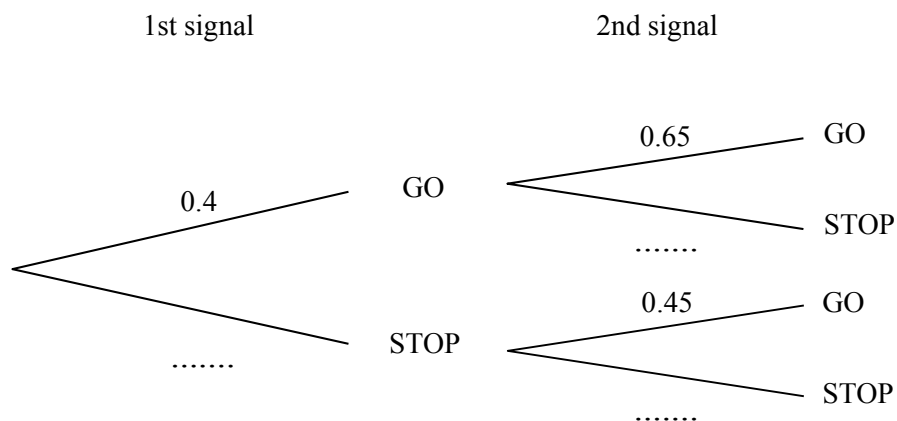 1st signal 2nd signal
0.65 GO
0.4 GO
STOP
.......
0.45 GO
STOP
.......
STOP
.......